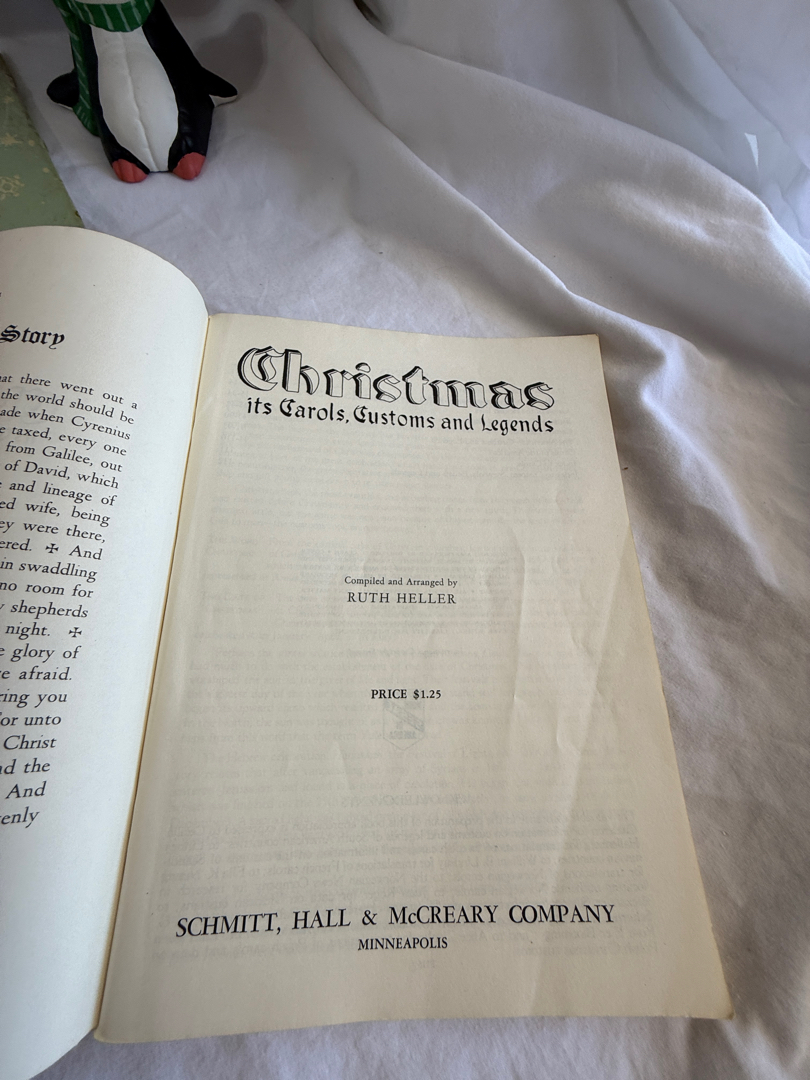 Story
at there went out a
the world should be
ade when Cyrenius
e taxed, every one
from Galilee, out
of David, which
and lineage of
ed wife, being
ey were there,
ered. ✠ And
in swaddling
no room for
shepherds
night. ✠
e glory of
e afraid.
ring you
For unto
Christ
nd the
And
enly
Christmas
its Carols, Customs and Legends
Compiled and Arranged by
RUTH HELLER
PRICE $1.25
SCHMITT, HALL & McCREARY COMPANY
MINNEAPOLIS